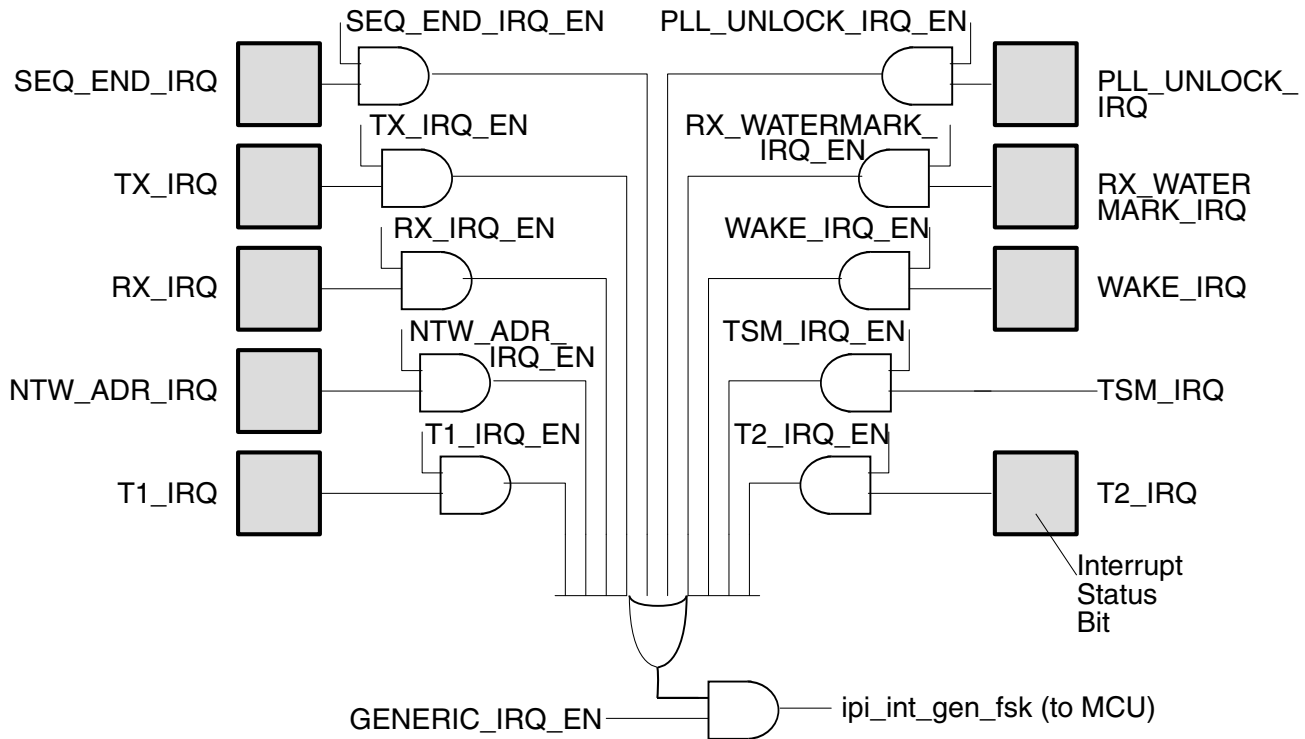 SEQ_END_IRQ_EN
PLL_UNLOCK_IRQ_EN
SEQ_END_IRQ
PLL_UNLOCK_
IRQ
TX_IRQ_EN
RX_WATERMARK_
IRQ_EN
TX_IRQ
RX_WATER
MARK_IRQ
RX_IRQ_EN
WAKE_IRQ_EN
RX_IRQ
WAKE_IRQ
NTW_ADR_
IRQ_EN
TSM_IRQ_EN
NTW_ADR_IRQ
TSM_IRQ
T1_IRQ_EN
T2_IRQ_EN
T1_IRQ
T2_IRQ
Interrupt
Status
Bit
GENERIC_IRQ_EN
ipi_int_gen_fsk (to MCU)